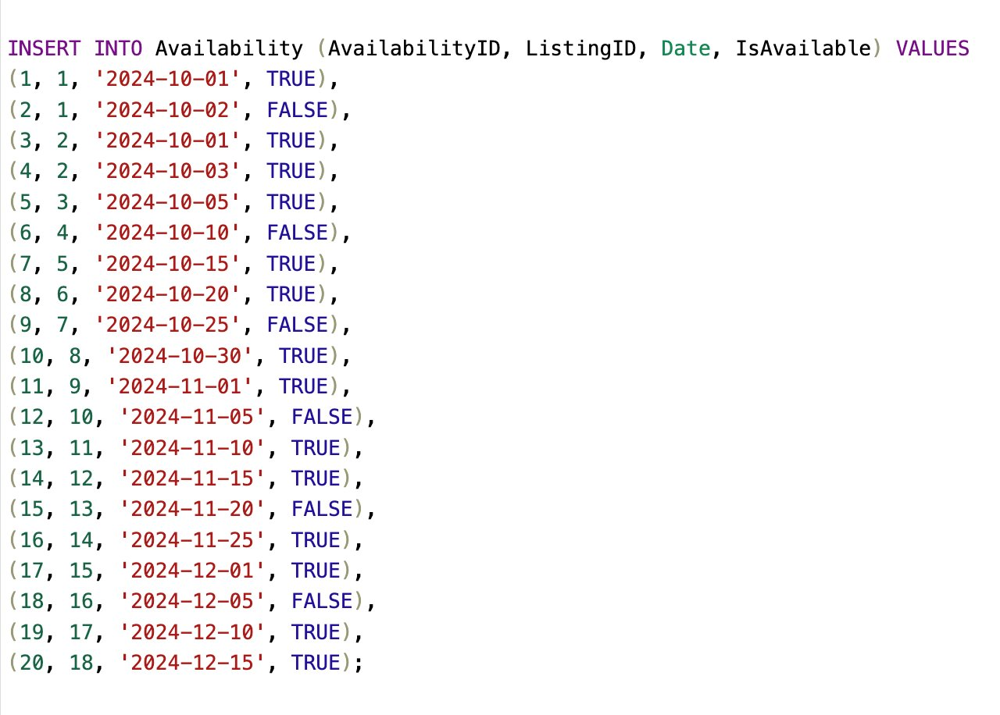 INSERT INTO Availability (AvailabilityID, ListingID, Date, IsAvailable) VALUES
(1, 1, '2024-10-01', TRUE),
(2, 1, '2024-10-02', FALSE),
(3, 2, '2024-10-01', TRUE),
(4, 2, '2024-10-03', TRUE),
(5, 3, '2024-10-05', TRUE),
(6, 4, '2024-10-10', FALSE),
(7, 5, '2024-10-15', TRUE),
(8, 6, '2024-10-20', TRUE),
(9, 7, '2024-10-25', FALSE),
(10, 8, '2024-10-30', TRUE),
(11, 9, '2024-11-01', TRUE),
(12, 10, '2024-11-05', FALSE),
(13, 11, '2024-11-10', TRUE),
(14, 12, '2024-11-15', TRUE),
(15, 13, '2024-11-20', FALSE),
(16, 14, '2024-11-25', TRUE),
(17, 15, '2024-12-01', TRUE),
(18, 16, '2024-12-05', FALSE),
(19, 17, '2024-12-10', TRUE),
(20, 18, '2024-12-15', TRUE);